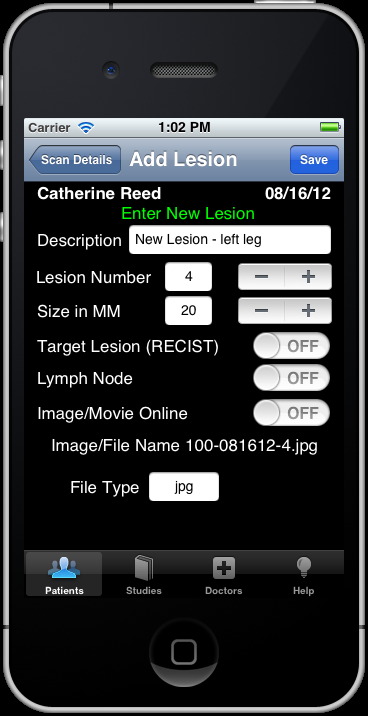 Carrier 1:02 PM
Scan Details Add Lesion Save
Catherine Reed 08/16/12
Enter New Lesion
Description New Lesion - left leg
Lesion Number 4 − +
Size in MM 20 − +
Target Lesion (RECIST) OFF
Lymph Node OFF
Image/Movie Online OFF
Image/File Name 100-081612-4.jpg
File Type jpg
Patients Studies Doctors Help